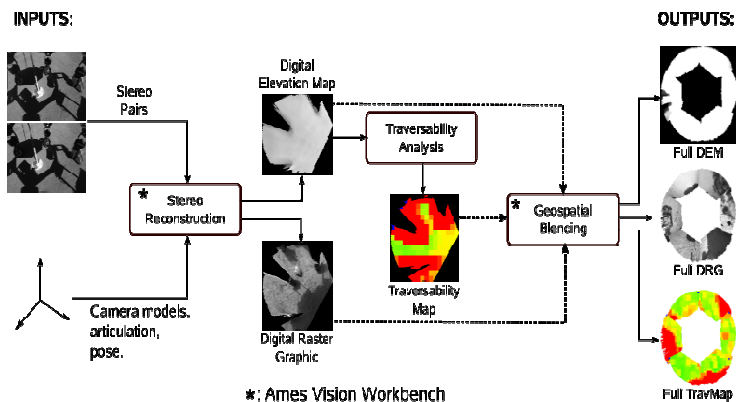 INPUTS:
OUTPUTS:
Stereo
Pairs
Digital
Elevation Map
Traversability
Analysis
Full DEM
* Stereo
Reconstruction
* Geospatial
Blencing
Full DRG
Camera models.
articulation,
pose.
Traversability
Map
Digital Raster
Graphic
Full TravMap
*: Ames Vision Workbench